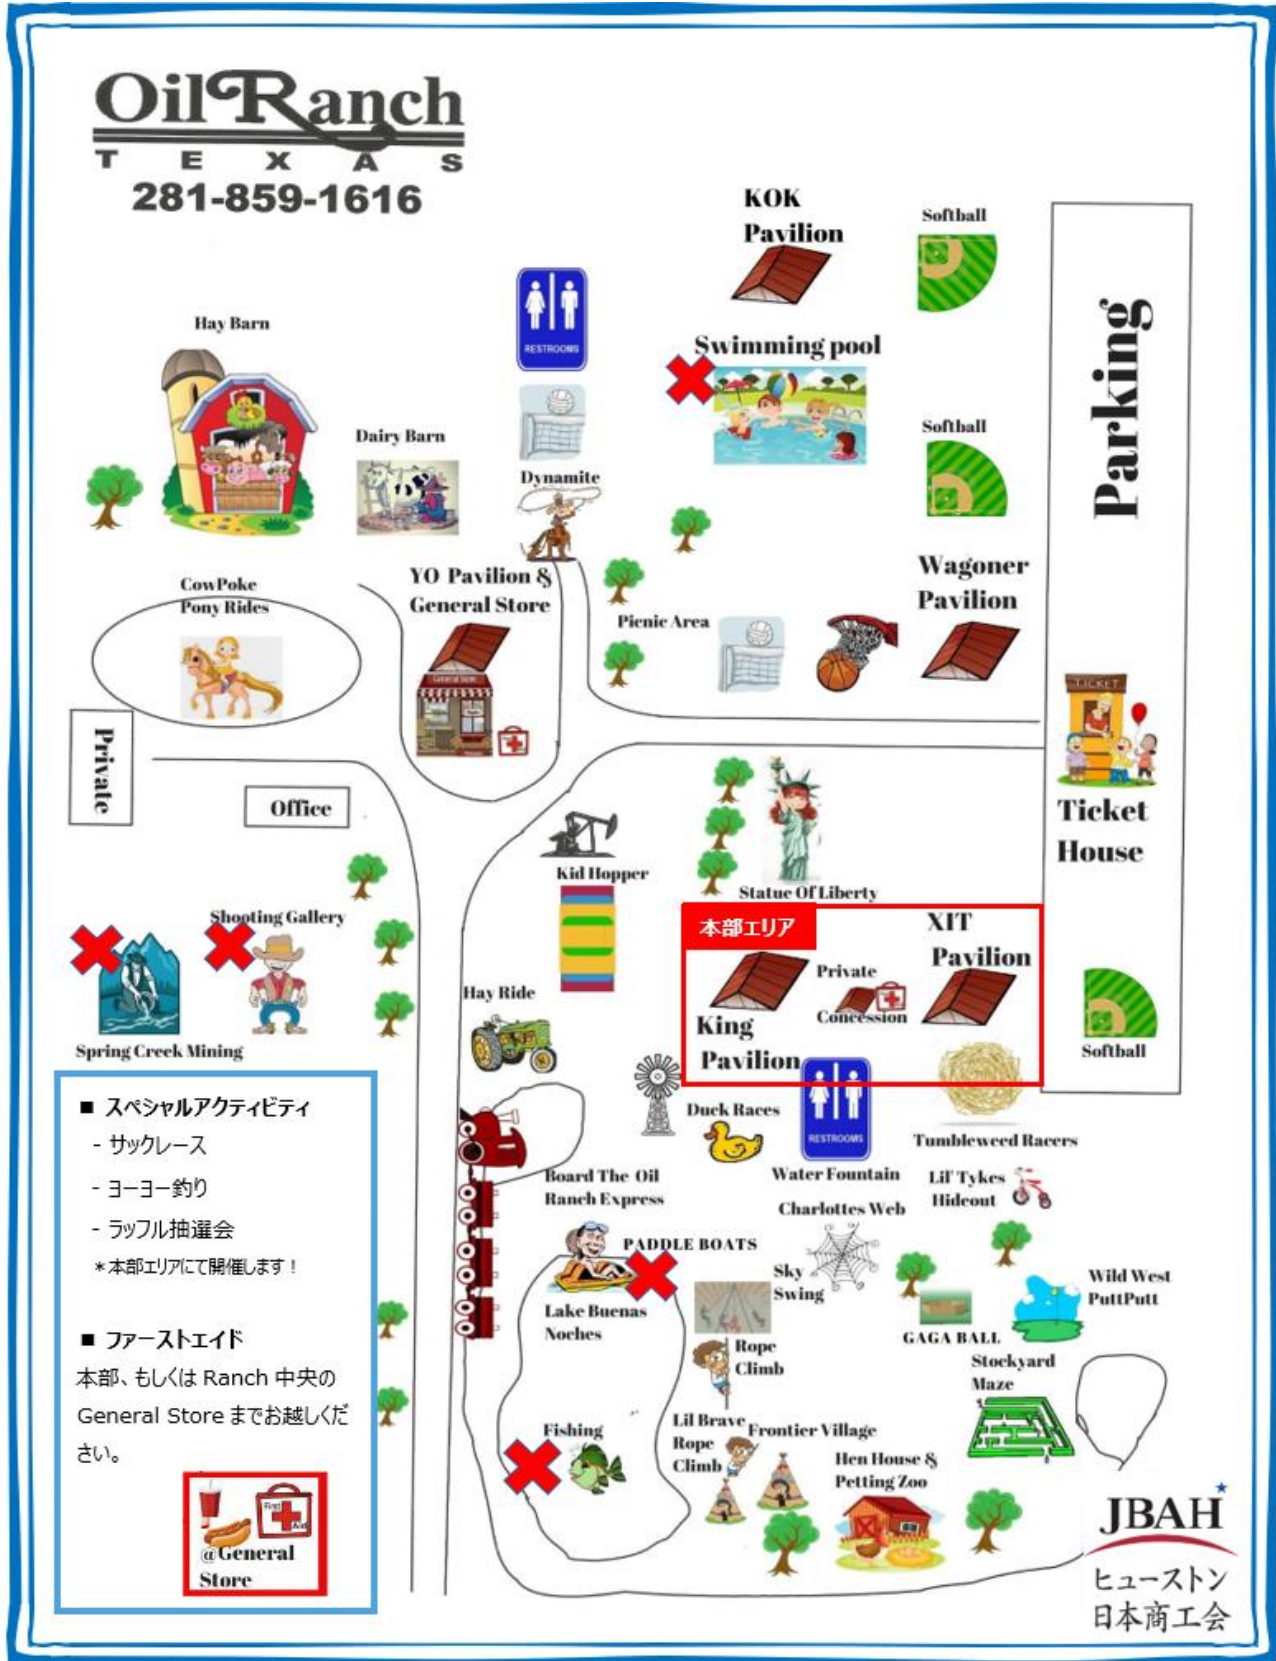 OilRanch
TEXAS
281-859-1616
KOK
Pavilion
Softball
Parking
Hay Barn
RESTROOMS
Swimming pool
Dairy Barn
Softball
Dynamite
YO Pavilion &
General Store
Wagoner
Pavilion
CowPoke
Pony Rides
Picnic Area
General Store
TICKET
Private
Office
Ticket
House
Kid Hopper
Statue Of Liberty
Shooting Gallery
本部エリア
XIT
Pavilion
Private
Concession
King
Pavilion
Hay Ride
Spring Creek Mining
Softball
Duck Races
RESTROOMS
Tumbleweed Racers
Water Fountain
Board The Oil
Ranch Express
Lil' Tykes
Hideout
Charlottes Web
PADDLE BOATS
Sky
Swing
Wild West
PuttPutt
Lake Buenas
Noches
GAGA BALL
Rope
Climb
Stockyard
Maze
Fishing
Lil Brave
Rope
Climb
Frontier Village
Hen House &
Petting Zoo
■ スペシャルアクティビティ
- サックレース
- ヨーヨー釣り
- ラッフル抽選会
*本部エリアにて開催します!
■ ファーストエイド
本部、もしくは Ranch 中央の
General Store までお越しくだ
さい。
First
Aid
@General
Store
JBAH
ヒューストン
日本商工会